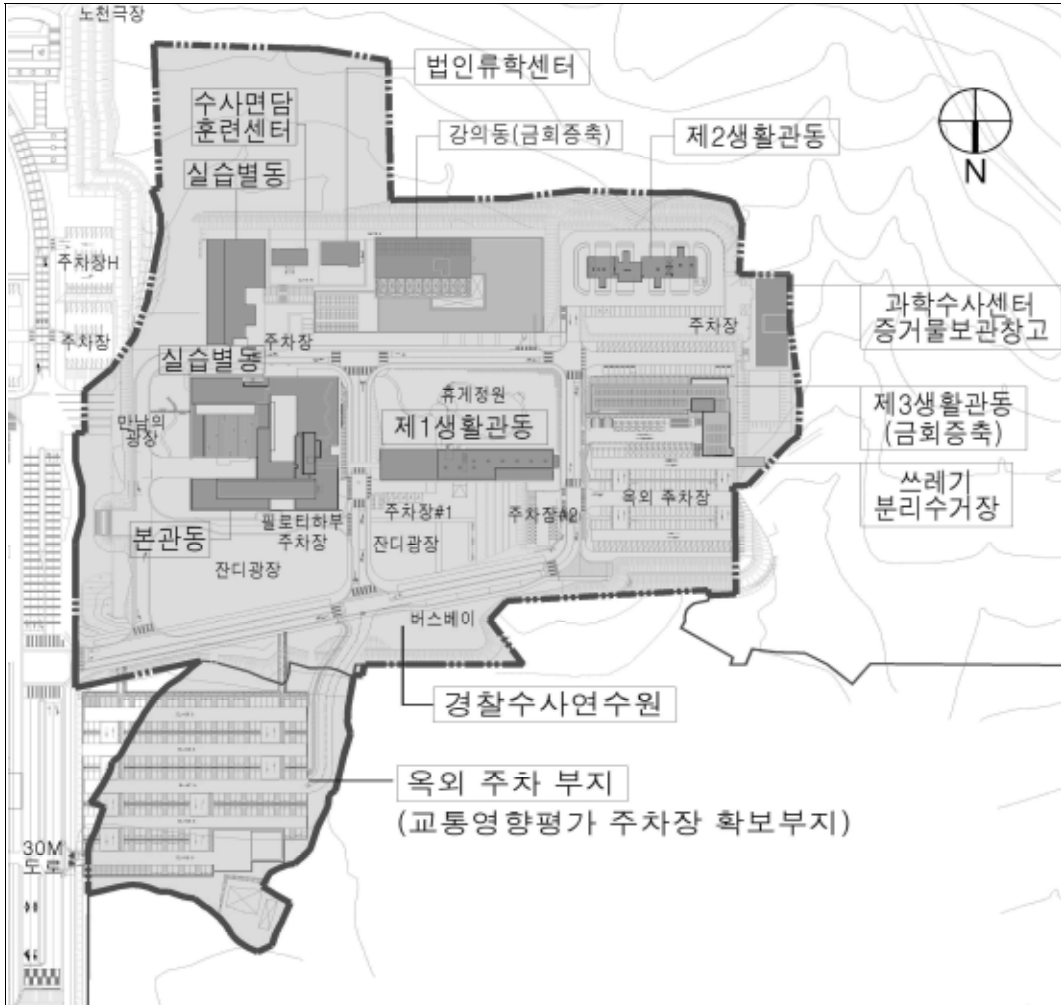 노천극장
법인류학센터
수사면담
훈련센터
강의동(금회증축)
제2생활관동
N
실습별동
주차장H
주차장
주차장
과학수사센터
증거물보관창고
주차장
실습별동
휴게정원
만남의
광장
제1생활관동
제3생활관동
(금회증축)
쓰레기
분리수거장
옥외 주차장
주차장#1
주차장#2
본관동
필로티하부
주차장
잔디광장
잔디광장
버스베이
경찰수사연수원
옥외 주차 부지
(교통영향평가 주차장 확보부지)
30M
도로